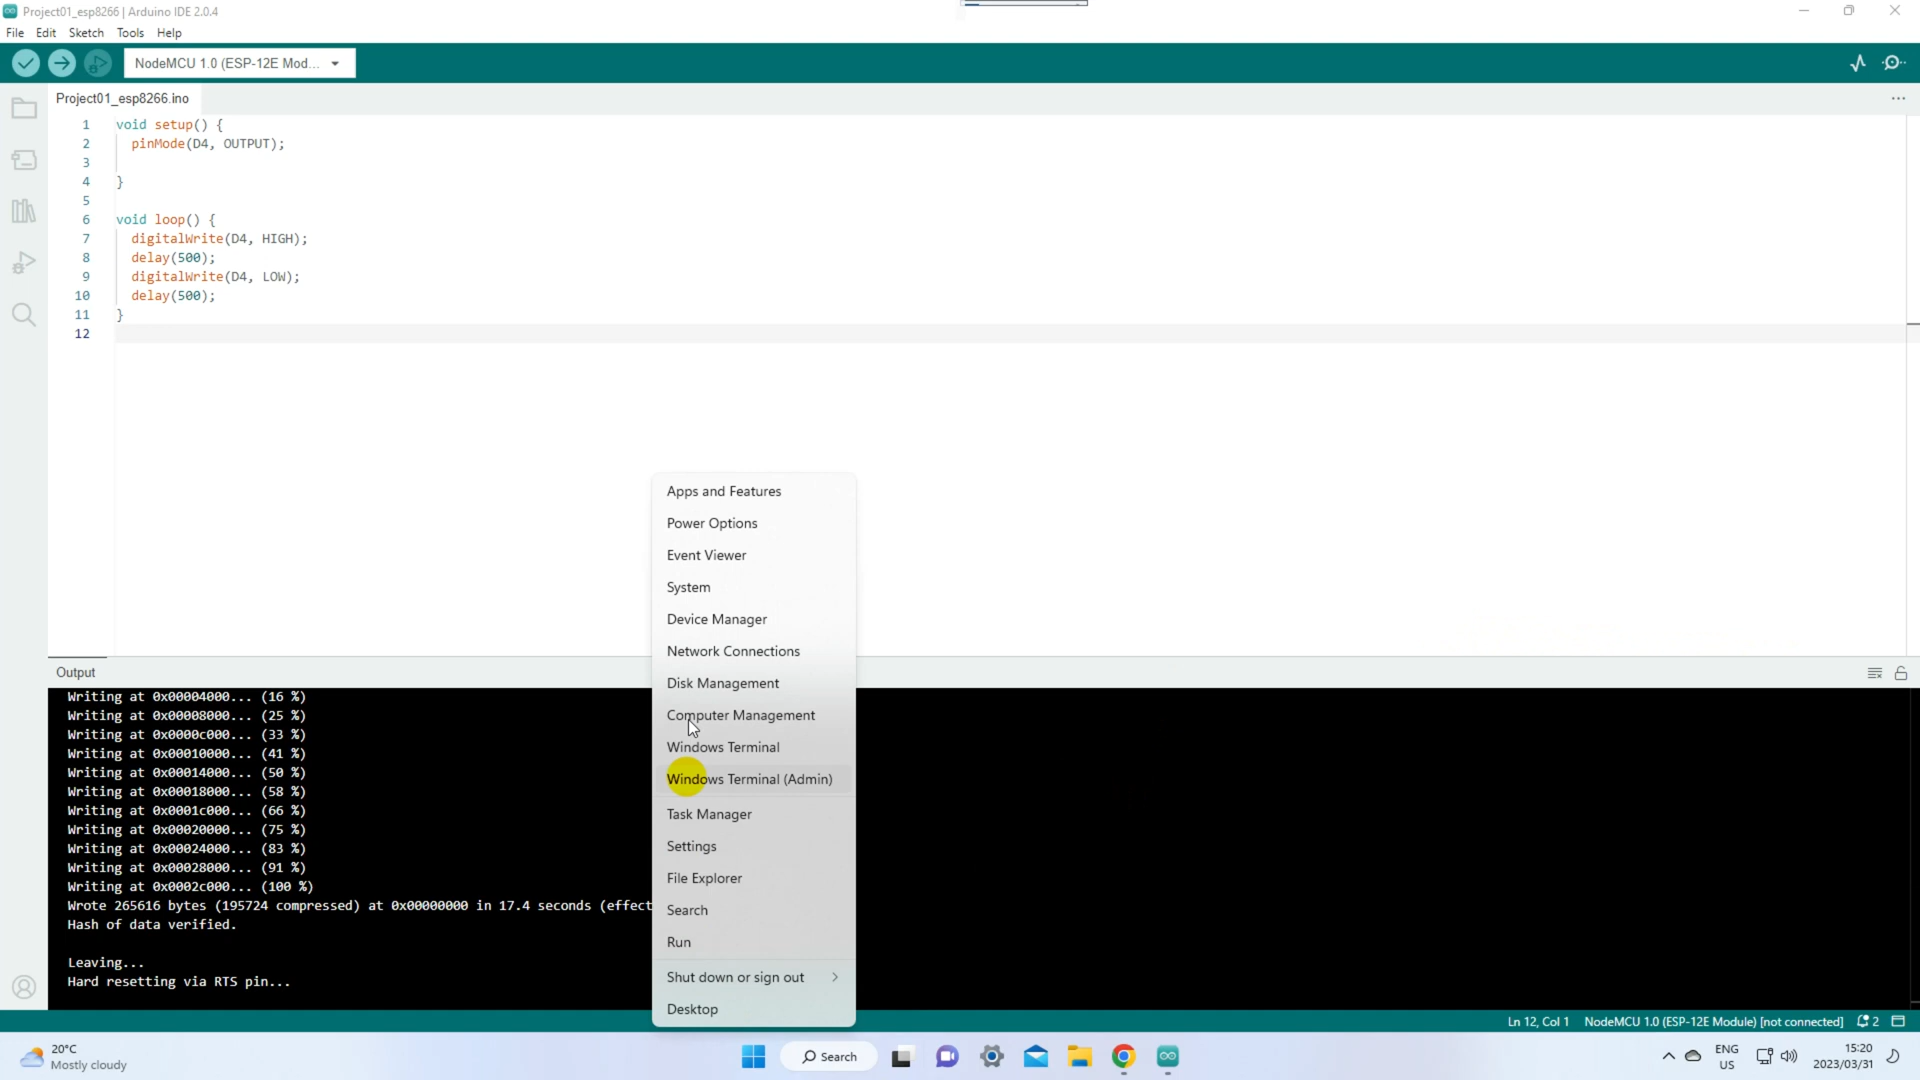 Project01_esp8266 | Arduino IDE 2.0.4
File Edit Sketch Tools Help
NodeMCU 1.0 (ESP-12E Mod...
Project01_esp8266.ino
1 void setup() {
2 pinMode(D4, OUTPUT);
3
4 }
5
6 void loop() {
7 digitalWrite(D4, HIGH);
8 delay(500);
9 digitalWrite(D4, LOW);
10 delay(500);
11 }
12
Apps and Features
Power Options
Event Viewer
System
Device Manager
Network Connections
Disk Management
Computer Management
Windows Terminal
Windows Terminal (Admin)
Task Manager
Settings
File Explorer
Search
Run
Shut down or sign out
Desktop
Output
Writing at 0x00004000... (16 %)
Writing at 0x00008000... (25 %)
Writing at 0x0000c000... (33 %)
Writing at 0x00010000... (41 %)
Writing at 0x00014000... (50 %)
Writing at 0x00018000... (58 %)
Writing at 0x0001c000... (66 %)
Writing at 0x00020000... (75 %)
Writing at 0x00024000... (83 %)
Writing at 0x00028000... (91 %)
Writing at 0x0002c000... (100 %)
Wrote 265616 bytes (195724 compressed) at 0x00000000 in 17.4 seconds (effect
Hash of data verified.
Leaving...
Hard resetting via RTS pin...
Ln 12, Col 1 NodeMCU 1.0 (ESP-12E Module) [not connected] 2
20°C
Mostly cloudy
Search
ENG
US
15:20
2023/03/31